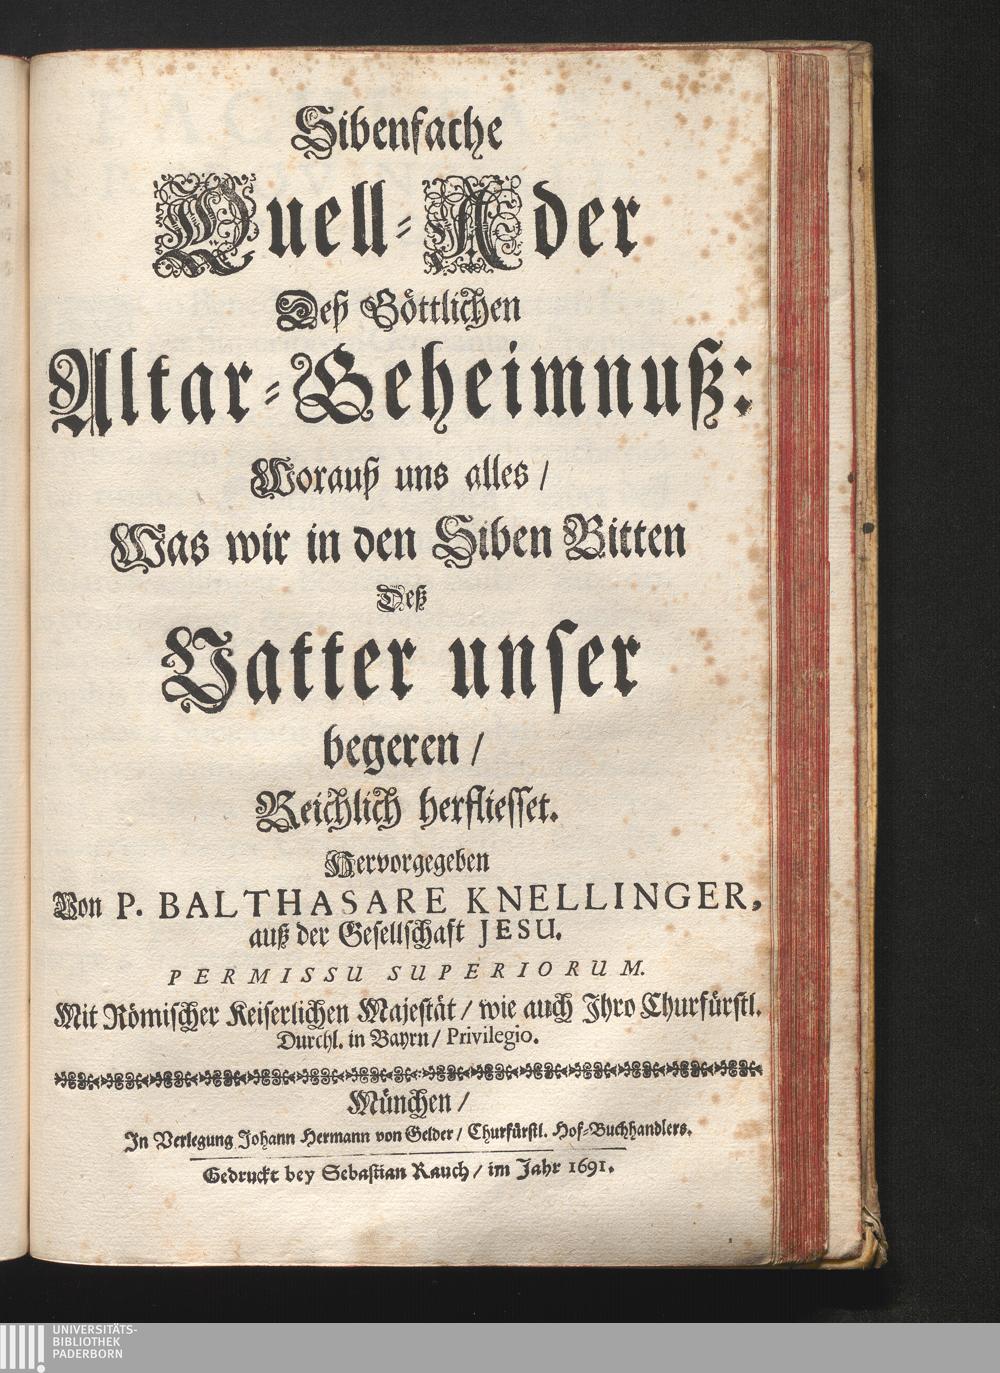 Sibenfache
Quell-Ader
Deß Göttlichen
Altar-Geheimnuß:
Worauß uns alles /
Was wir in den Siben Bitten
Deß
Vatter unser
begeren /
Reichlich herfliesset.
Hervorgegeben
Von P. BALTHASARE KNELLINGER,
auß der Gesellschaft JESU.
PERMISSU SUPERIORUM.
Mit Römischer Keiserlichen Majestät / wie auch Ihro Churfürstl.
Durchl. in Bayrn / Privilegio.
München /
In Verlegung Johann Hermann von Gelder / Churfürstl. Hof-Buchhandlers.
Gedruckt bey Sebastian Rauch / im Jahr 1691.
UNIVERSITÄTS-
BIBLIOTHEK
PADERBORN